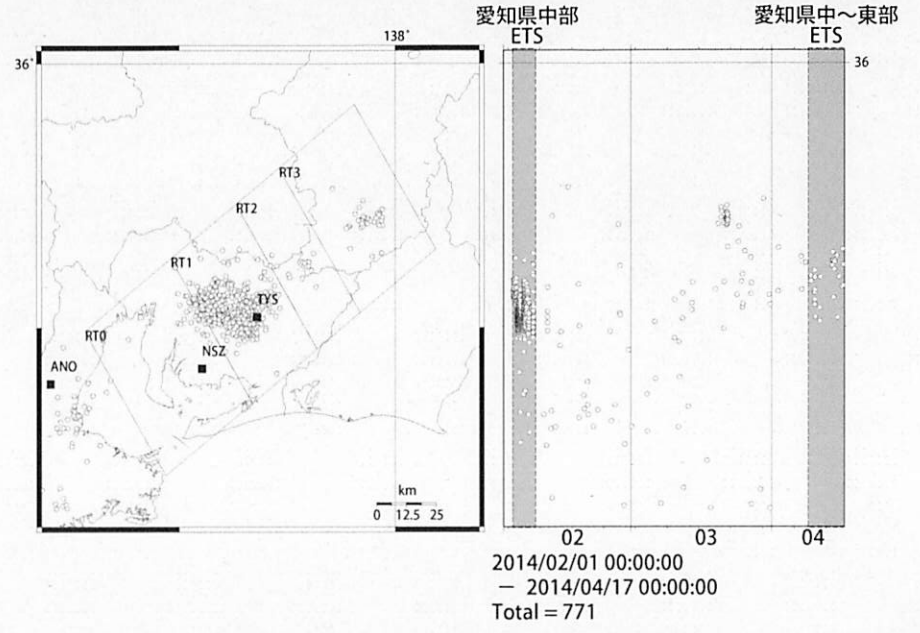 愛知県中部
ETS
愛知県中～東部
ETS
138°
36°
36
RT3
RT2
RT1
TYS
RT0
NSZ
ANO
km
0 12.5 25
02 03 04
2014/02/01 00:00:00
－ 2014/04/17 00:00:00
Total = 771